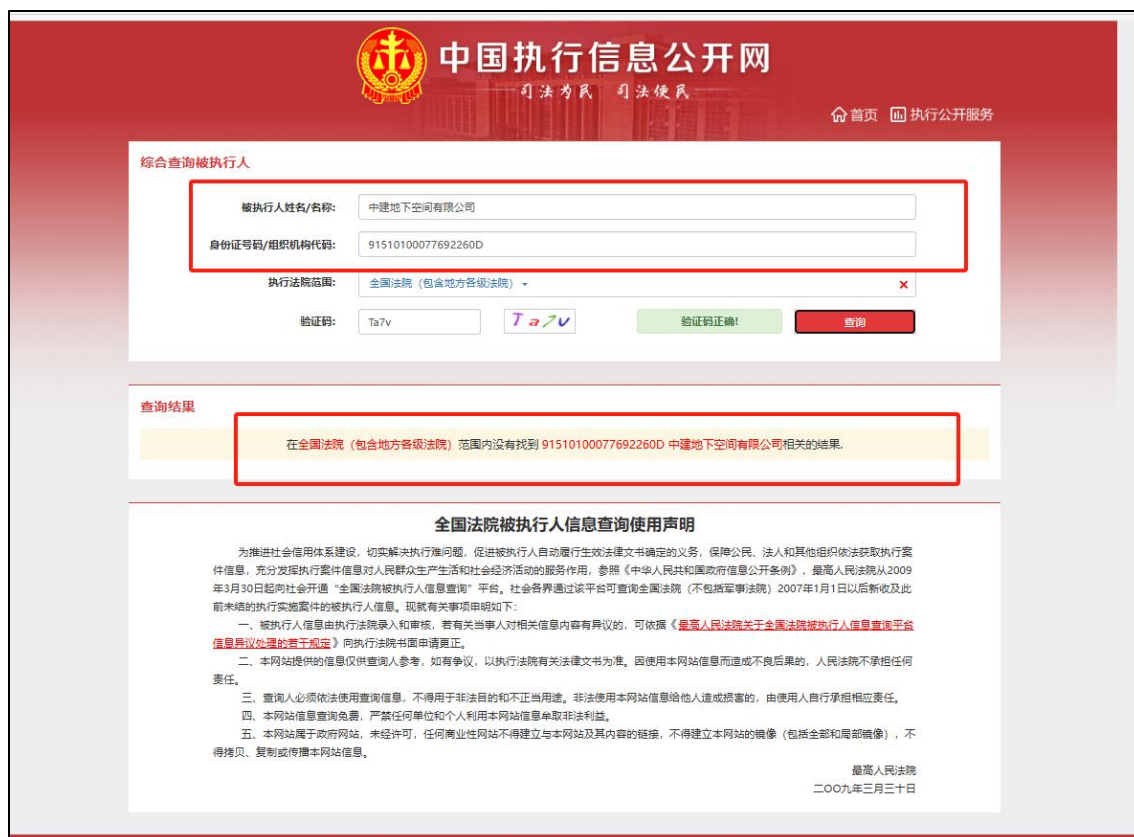 中国执行信息公开网
司法为民 司法便民
首页 执行公开服务
综合查询被执行人
被执行人姓名/名称: 中建地下空间有限公司
身份证号码/组织机构代码: 91510100077692260D
执行法院范围: 全国法院（包含地方各级法院）
验证码: Ta7v Ta7v 验证码正确! 查询
查询结果
在全国法院（包含地方各级法院）范围内没有找到 91510100077692260D 中建地下空间有限公司相关的结果.
全国法院被执行人信息查询使用声明
为推进社会信用体系建设，切实解决执行难问题，促进被执行人自动履行生效法律文书确定的义务，保障公民、法人和其他组织依法获取执行案
件信息，充分发挥执行案件信息对人民群众生产生活和社会经济活动的服务作用，参照《中华人民共和国政府信息公开条例》，最高人民法院从2009
年3月30日起向社会开通“全国法院被执行人信息查询”平台。社会各界通过该平台可查询全国法院（不包括军事法院）2007年1月1日以后新收及此
前未结的执行实施案件的被执行人信息。现就有关事项申明如下：
一、被执行人信息由执行法院录入和审核，若有关当事人对相关信息内容有异议的，可依据《最高人民法院关于全国法院被执行人信息查询平台
信息异议处理的若干规定》向执行法院书面申请更正。
二、本网站提供的信息仅供查询人参考，如有争议，以执行法院有关法律文书为准。因使用本网站信息而造成不良后果的，人民法院不承担任何
责任。
三、查询人必须依法使用查询信息，不得用于非法目的和不正当用途。非法使用本网站信息给他人造成损害的，由使用人自行承担相应责任。
四、本网站信息查询免费，严禁任何单位和个人利用本网站信息牟取非法利益。
五、本网站属于政府网站，未经许可，任何商业性网站不得建立与本网站及其内容的链接，不得建立本网站的镜像（包括全部和局部镜像），不
得拷贝、复制或传播本网站信息。
最高人民法院
二〇〇九年三月三十日